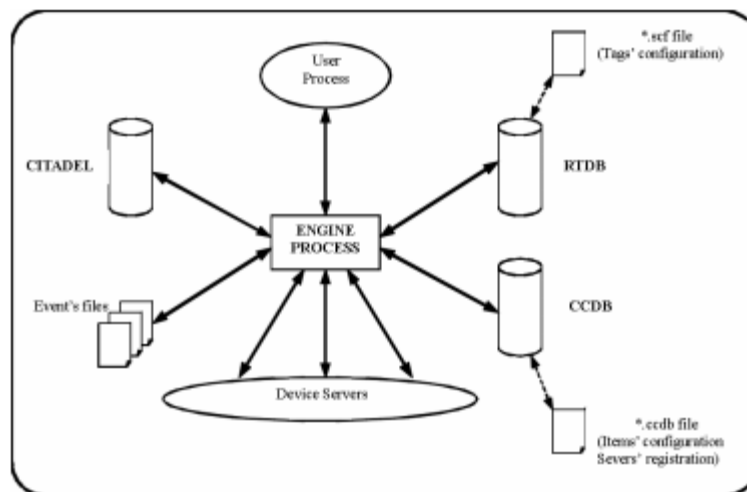 User
Process
*.scf file
(Tags' configuration)
CITADEL
RTDB
ENGINE
PROCESS
Event's files
CCDB
Device Servers
*.ccdb file
(Items' configuration
Severs' registration)